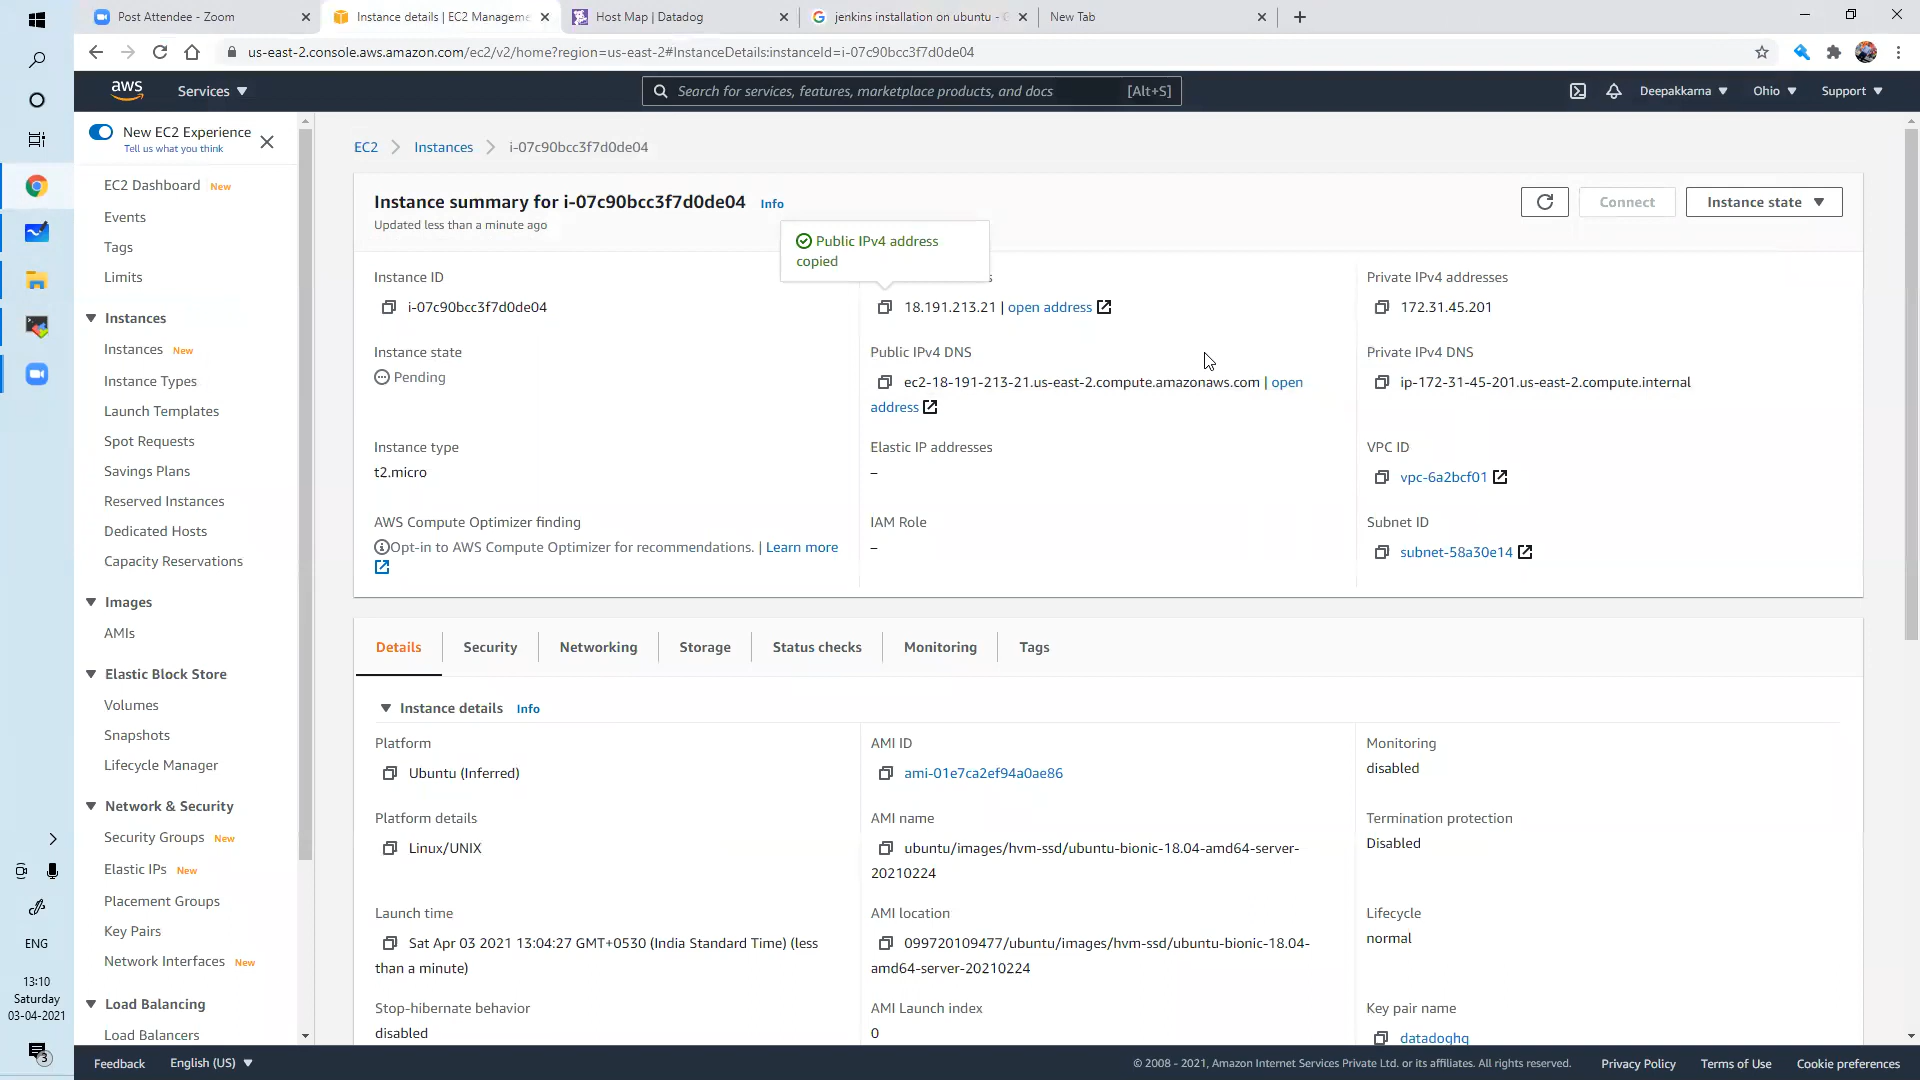 Post Attendee - Zoom
Instance details | EC2 Manageme
Host Map | Datadog
jenkins installation on ubuntu - G
New Tab
us-east-2.console.aws.amazon.com/ec2/v2/home?region=us-east-2#InstanceDetails:instanceId=i-07c90bcc3f7d0de04
aws
Services
Search for services, features, marketplace products, and docs
[Alt+S]
Deepakkarna
Ohio
Support
New EC2 Experience
Tell us what you think
EC2 Dashboard New
Events
Tags
Limits
Instances
Instances New
Instance Types
Launch Templates
Spot Requests
Savings Plans
Reserved Instances
Dedicated Hosts
Capacity Reservations
Images
AMIs
Elastic Block Store
Volumes
Snapshots
Lifecycle Manager
Network & Security
Security Groups New
Elastic IPs New
Placement Groups
Key Pairs
Network Interfaces New
Load Balancing
Load Balancers
EC2 > Instances > i-07c90bcc3f7d0de04
Instance summary for i-07c90bcc3f7d0de04 Info
Updated less than a minute ago
Connect
Instance state
Public IPv4 address
copied
Instance ID
i-07c90bcc3f7d0de04
s
18.191.213.21 | open address
Private IPv4 addresses
172.31.45.201
Instance state
Pending
Public IPv4 DNS
ec2-18-191-213-21.us-east-2.compute.amazonaws.com | open
address
Private IPv4 DNS
ip-172-31-45-201.us-east-2.compute.internal
Instance type
t2.micro
Elastic IP addresses
–
VPC ID
vpc-6a2bcf01
AWS Compute Optimizer finding
Opt-in to AWS Compute Optimizer for recommendations. | Learn more
IAM Role
–
Subnet ID
subnet-58a30e14
Details
Security
Networking
Storage
Status checks
Monitoring
Tags
Instance details Info
Platform
Ubuntu (Inferred)
AMI ID
ami-01e7ca2ef94a0ae86
Monitoring
disabled
Platform details
Linux/UNIX
AMI name
ubuntu/images/hvm-ssd/ubuntu-bionic-18.04-amd64-server-
20210224
Termination protection
Disabled
Launch time
Sat Apr 03 2021 13:04:27 GMT+0530 (India Standard Time) (less
than a minute)
AMI location
099720109477/ubuntu/images/hvm-ssd/ubuntu-bionic-18.04-
amd64-server-20210224
Lifecycle
normal
Stop-hibernate behavior
disabled
AMI Launch index
0
Key pair name
datadoghq
ENG
13:10
Saturday
03-04-2021
3
Feedback
English (US)
© 2008 - 2021, Amazon Internet Services Private Ltd. or its affiliates. All rights reserved.
Privacy Policy
Terms of Use
Cookie preferences